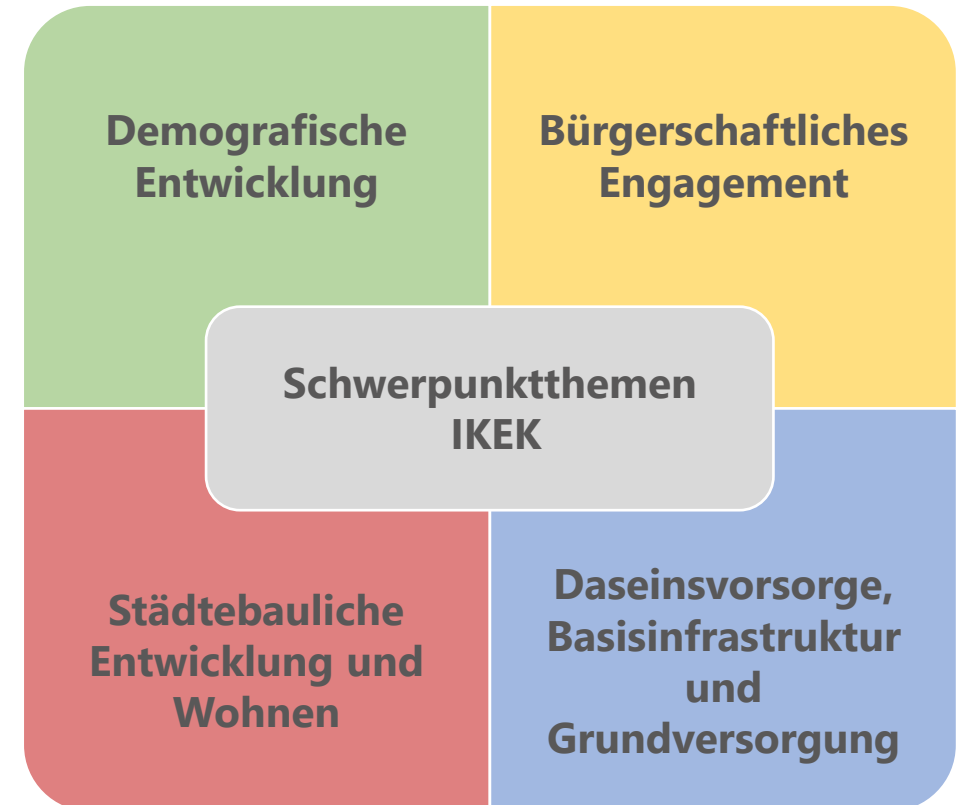 Demografische
Entwicklung
Bürgerschaftliches
Engagement
Schwerpunktthemen
IKEK
Städtebauliche
Entwicklung und
Wohnen
Daseinsvorsorge,
Basisinfrastruktur
und
Grundversorgung